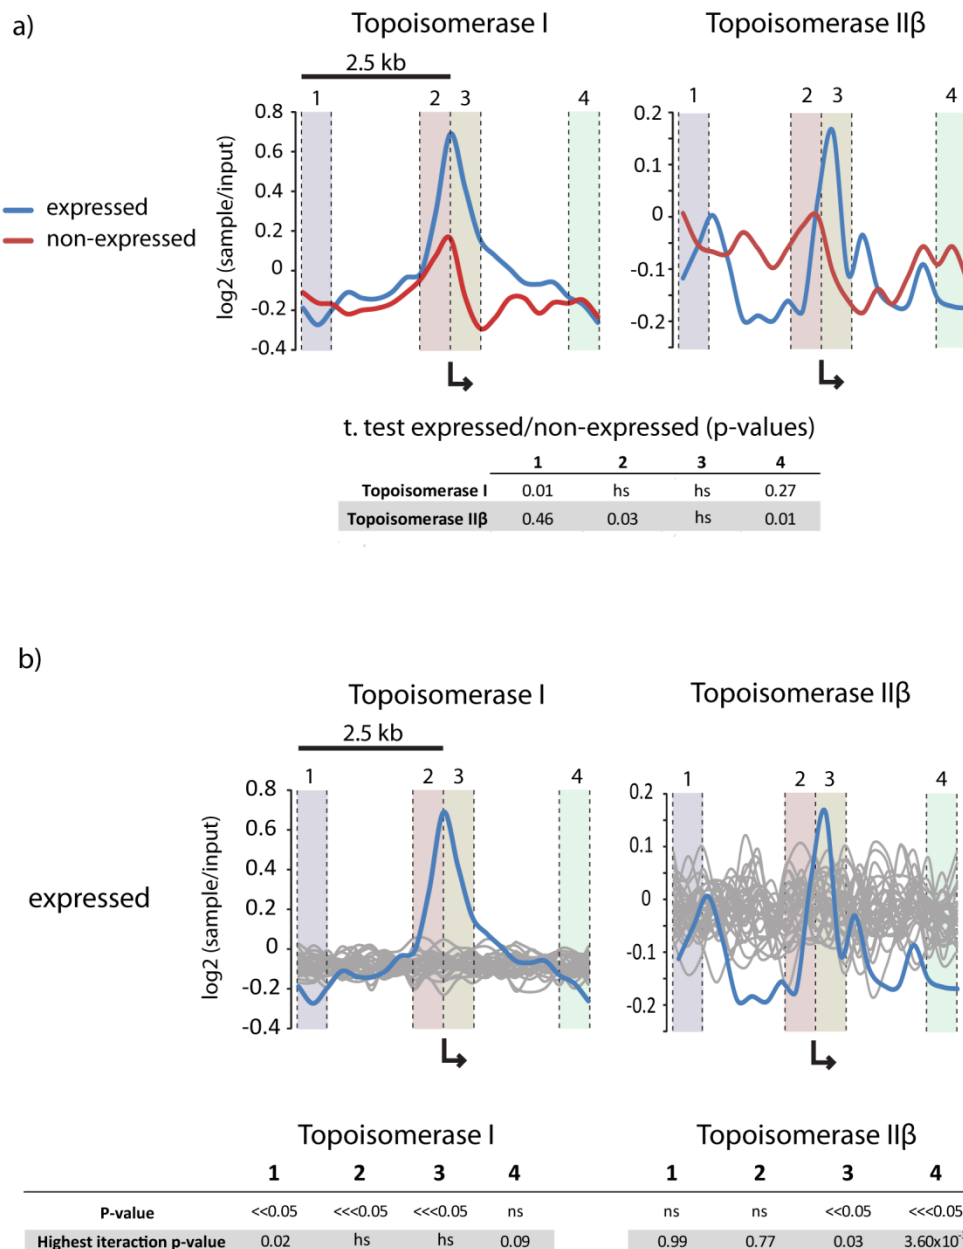 a)
Topoisomerase I
Topoisomerase IIβ
2.5 kb
1 2 3 4
1 2 3 4
0.8
0.6
0.4
0.2
0
-0.2
-0.4
log2 (sample/input)
0.2
0.15
0.1
0
-0.1
-0.2
expressed
non-expressed
t. test expressed/non-expressed (p-values)
1 2 3 4
Topoisomerase I 0.01 hs hs 0.27
Topoisomerase IIβ 0.46 0.03 hs 0.01
b)
Topoisomerase I
Topoisomerase IIβ
2.5 kb
1 2 3 4
1 2 3 4
0.8
0.6
0.4
0.2
0
-0.2
-0.4
log2 (sample/input)
0.2
0.15
0.1
0
-0.1
-0.2
expressed
Topoisomerase I
Topoisomerase IIβ
1 2 3 4 1 2 3 4
P-value <<0.05 <<<0.05 <<<0.05 ns ns ns <<0.05 <<<0.05
Highest iteraction p-value 0.02 hs hs 0.09 0.99 0.77 0.03 3.60x10